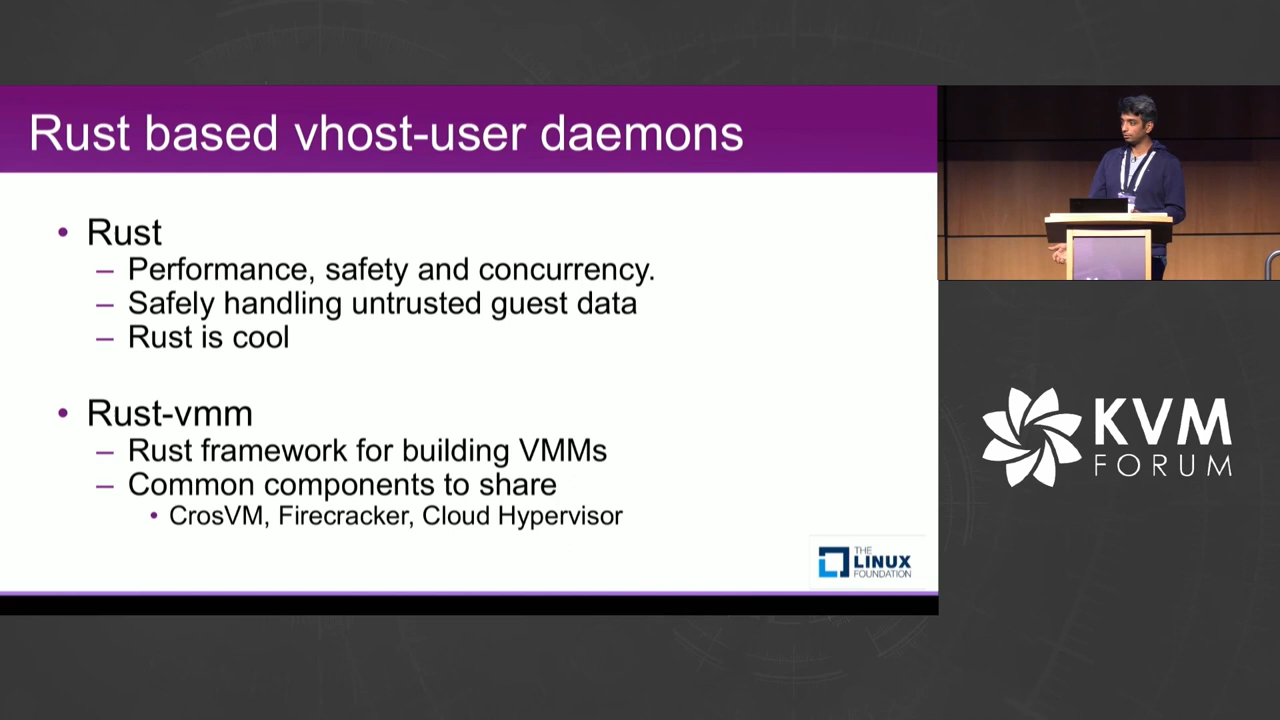 Rust based vhost-user daemons
• Rust
– Performance, safety and concurrency.
– Safely handling untrusted guest data
– Rust is cool
• Rust-vmm
– Rust framework for building VMMs
– Common components to share
• CrosVM, Firecracker, Cloud Hypervisor
THE
LINUX
FOUNDATION
KVM
FORUM